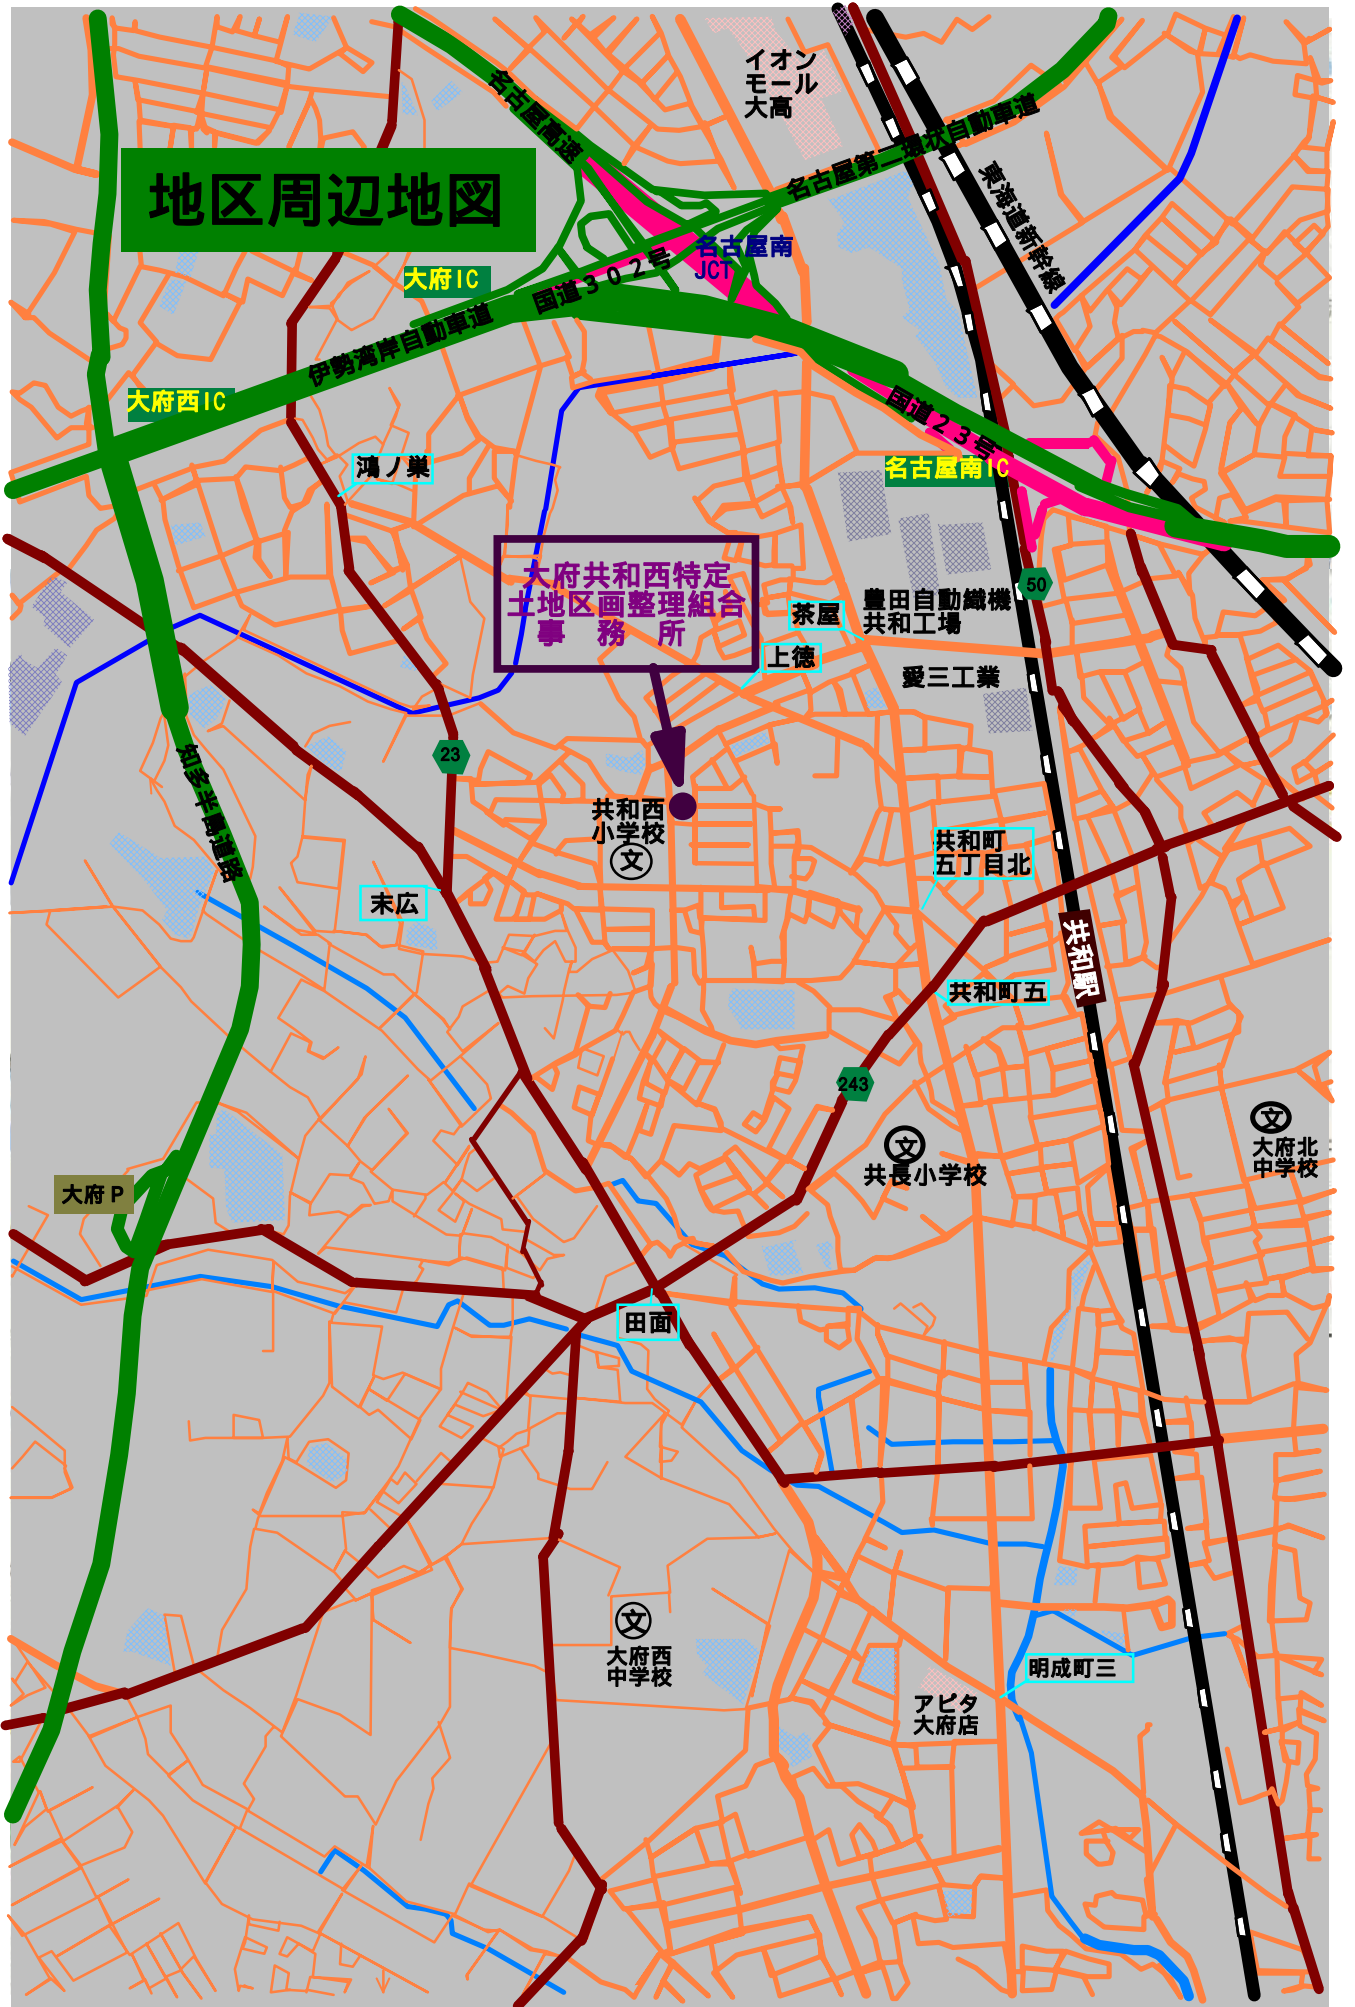 イオン
モール
大高
名古屋高速
名古屋第二環状自動車道
東海道新幹線
地区周辺地図
名古屋南
JCT
大府IC
国道302号
伊勢湾岸自動車道
大府西IC
国道23号
名古屋南IC
鴻ノ巣
大府共和西特定
土地区画整理組合
事 務 所
50
豊田自動織機
共和工場
茶屋
上徳
愛三工業
23
知多半島道路
共和西
小学校
文
共和町
五丁目北
末広
共和駅
共和町五
243
文
大府北
中学校
文
共長小学校
大府P
田面
文
大府西
中学校
明成町三
アピタ
大府店